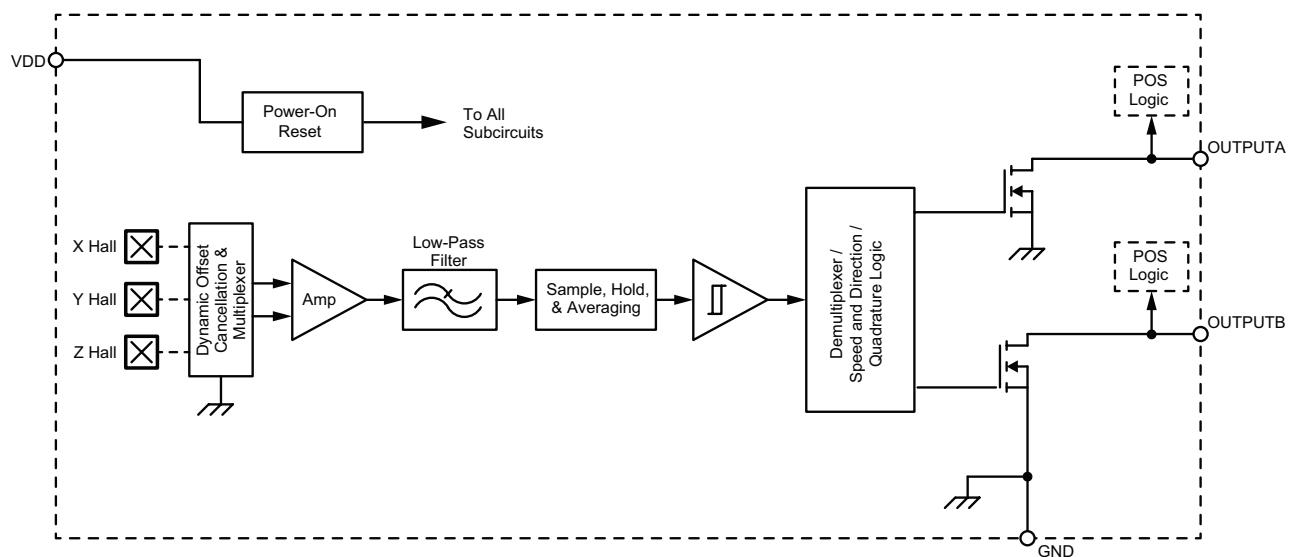 VDD
Power-On
Reset
To All
Subcircuits
POS
Logic
OUTPUTA
X Hall
Y Hall
Z Hall
Dynamic Offset
Cancellation &
Multiplexer
Amp
Low-Pass
Filter
Sample, Hold,
& Averaging
Demultiplexer /
Speed and Direction /
Quadrature Logic
POS
Logic
OUTPUTB
GND